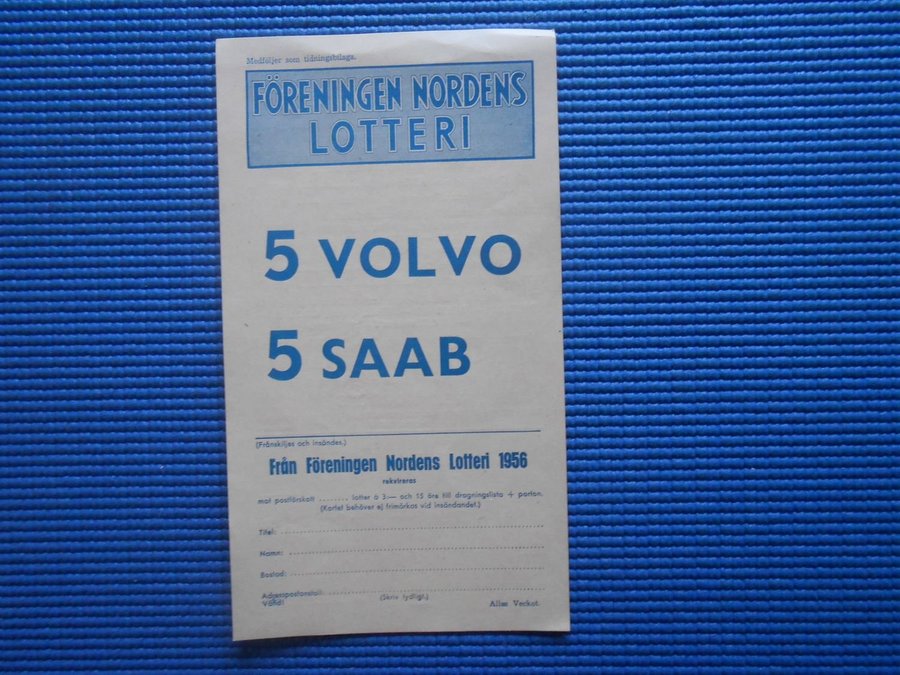 Medföljer som tidningsbilaga.
FÖRENINGEN NORDENS
LOTTERI
5 VOLVO
5 SAAB
(Frånskiljes och insändes.)
Från Föreningen Nordens Lotteri 1956
rekvireras
mot postförskott ........ lotter à 3:— och 15 öre till dragningslista + porton.
(Kortet behöver ej frimärkas vid insändandet.)
Titel:
Namn:
Bostad:
Adresspostanstalt:
Vänd! (Skriv tydligt.) Allas Veckot.